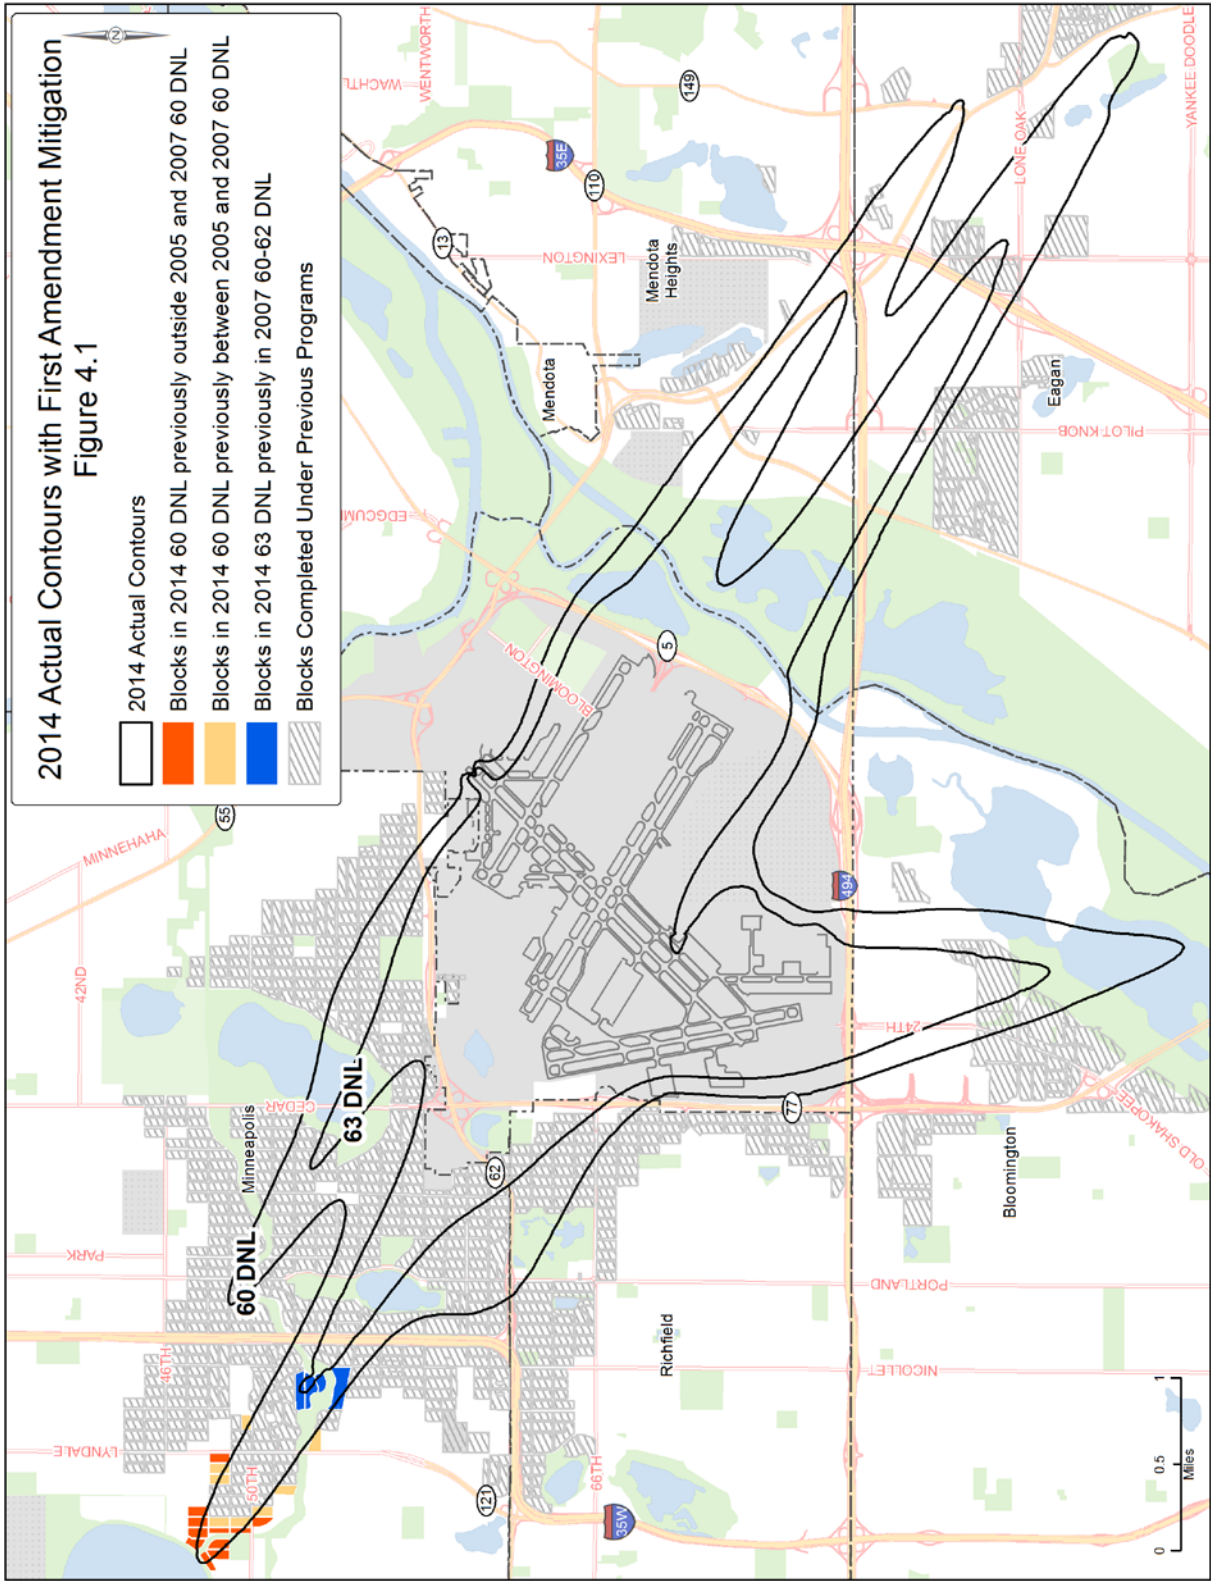 2014 Actual Contours with First Amendment Mitigation
Figure 4.1
N
2014 Actual Contours
Blocks in 2014 60 DNL previously outside 2005 and 2007 60 DNL
Blocks in 2014 60 DNL previously between 2005 and 2007 60 DNL
Blocks in 2014 63 DNL previously in 2007 60-62 DNL
Blocks Completed Under Previous Programs
WACHTL
WENTWORTH
149
35E
110
13
LEXINGTON
Mendota
Heights
Mendota
LONE OAK
YANKEE DOODLE
Eagan
PILOT KNOB
EDGCUM
BLOOMINGTON
5
55
MINNEHAHA
42ND
494
24TH
77
OLD SHAKOPEE
Bloomington
CEDAR
Minneapolis
63 DNL
60 DNL
62
PARK
PORTLAND
46TH
NICOLLET
Richfield
LYNDALE
50TH
66TH
121
35W
0
0.5
1
Miles